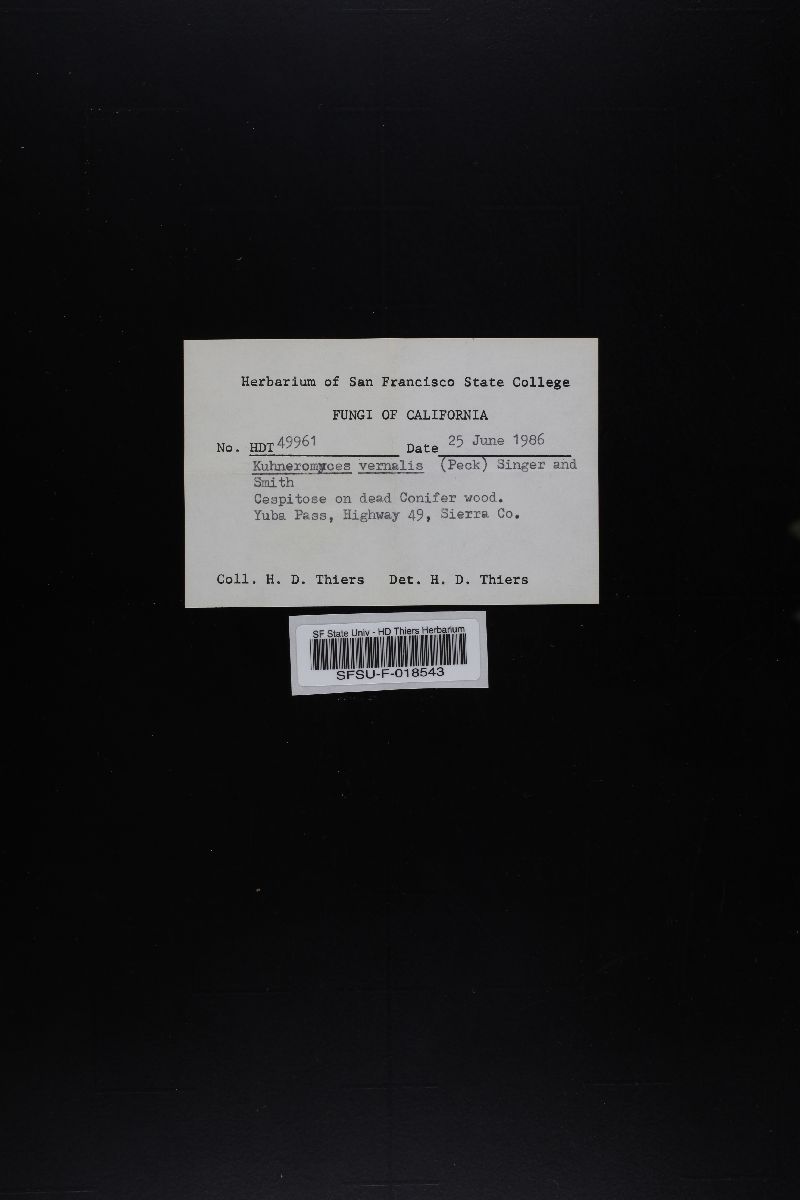 Herbarium of San Francisco State College
FUNGI OF CALIFORNIA
No. HDT 49961 Date 25 June 1986
Kuhneromyces vernalis (Peck) Singer and
Smith
Cespitose on dead Conifer wood.
Yuba Pass, Highway 49, Sierra Co.
Coll. H. D. Thiers Det. H. D. Thiers
SF State Univ - HD Thiers Herbarium
SFSU-F-018543